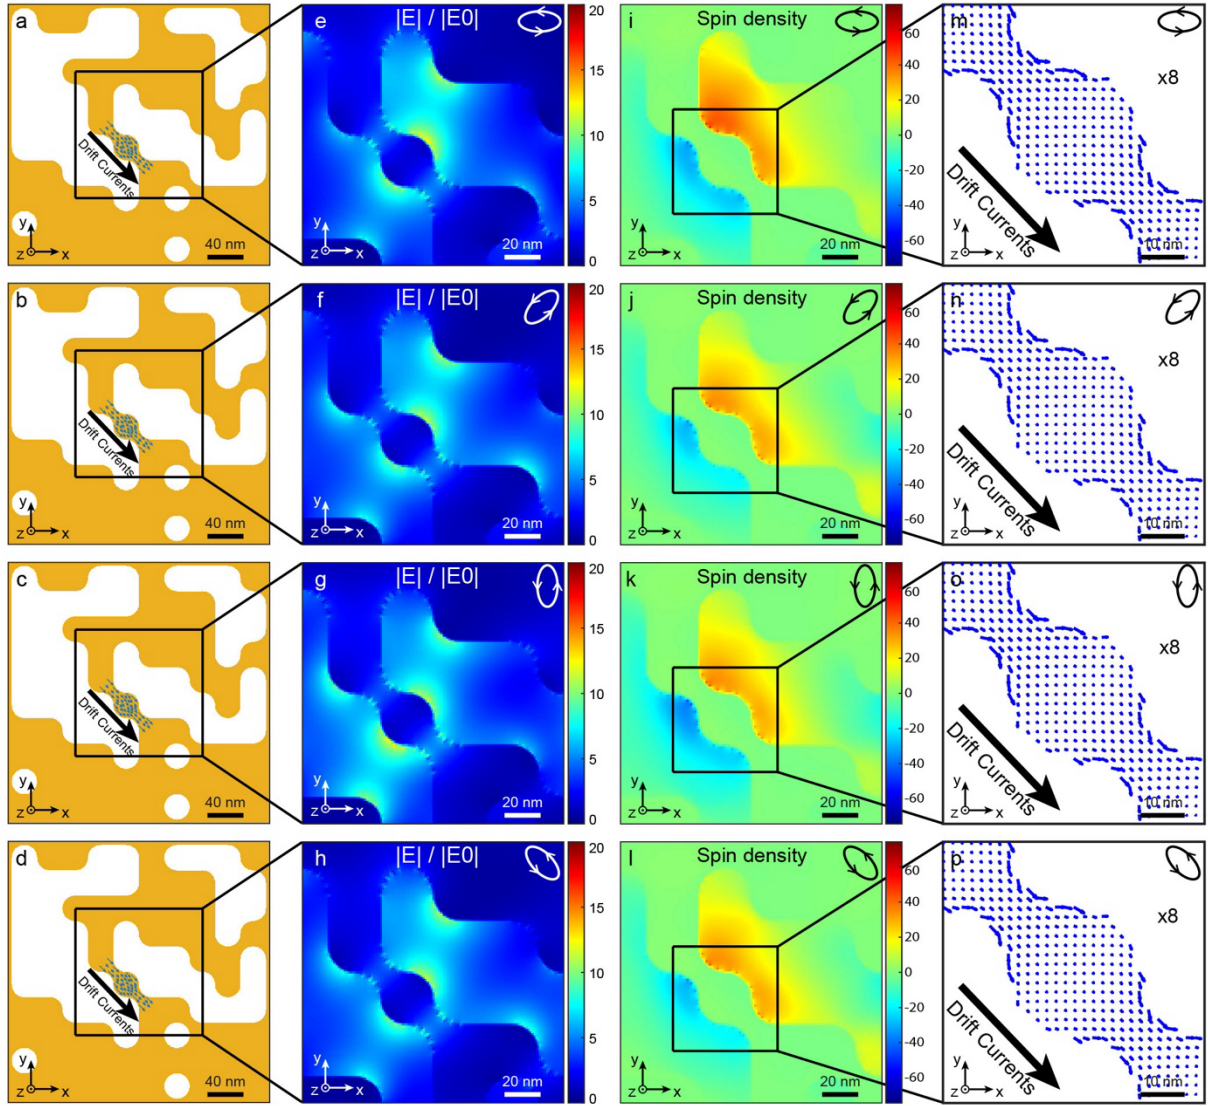 a
Drift Currents
y
z
x
40 nm
e
|E| / |E0|
y
z
x
20 nm
20
15
10
5
0
i
Spin density
y
z
x
20 nm
60
40
20
0
-20
-40
-60
m
x8
Drift Currents
y
z
x
10 nm
b
Drift Currents
y
z
x
40 nm
f
|E| / |E0|
y
z
x
20 nm
20
15
10
5
0
j
Spin density
y
z
x
20 nm
60
40
20
0
-20
-40
-60
n
x8
Drift Currents
y
z
x
10 nm
c
Drift Currents
y
z
x
40 nm
g
|E| / |E0|
y
z
x
20 nm
20
15
10
5
0
k
Spin density
y
z
x
20 nm
60
40
20
0
-20
-40
-60
o
x8
Drift Currents
y
z
x
10 nm
d
Drift Currents
y
z
x
40 nm
h
|E| / |E0|
y
z
x
20 nm
20
15
10
5
0
l
Spin density
y
z
x
20 nm
60
40
20
0
-20
-40
-60
p
x8
Drift Currents
y
z
x
10 nm